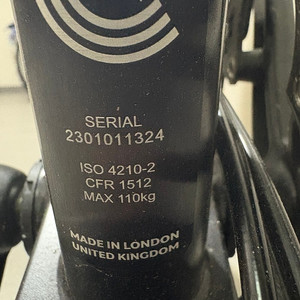 SERIAL
2301011324
ISO 4210-2
CFR 1512
MAX 110kg
MADE IN LONDON
UNITED KINGDOM